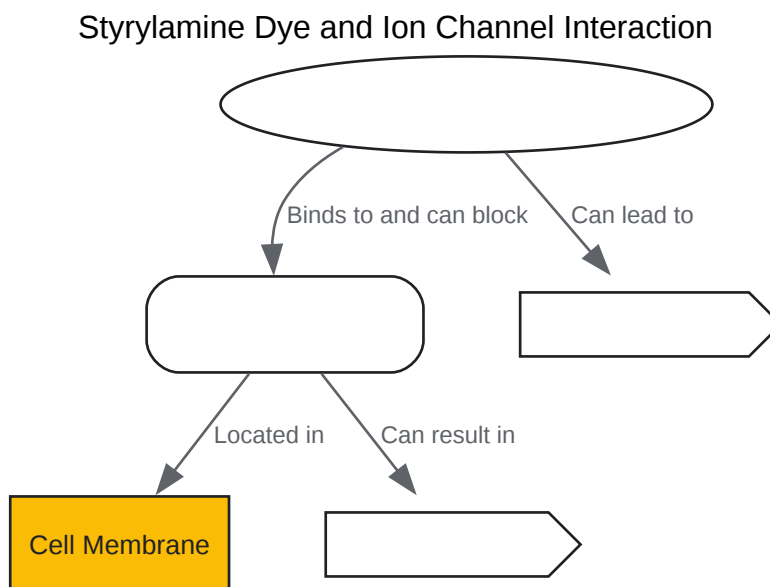 Styrylamine Dye and Ion Channel Interaction
Binds to and can block
Can lead to
Located in
Can result in
Cell Membrane